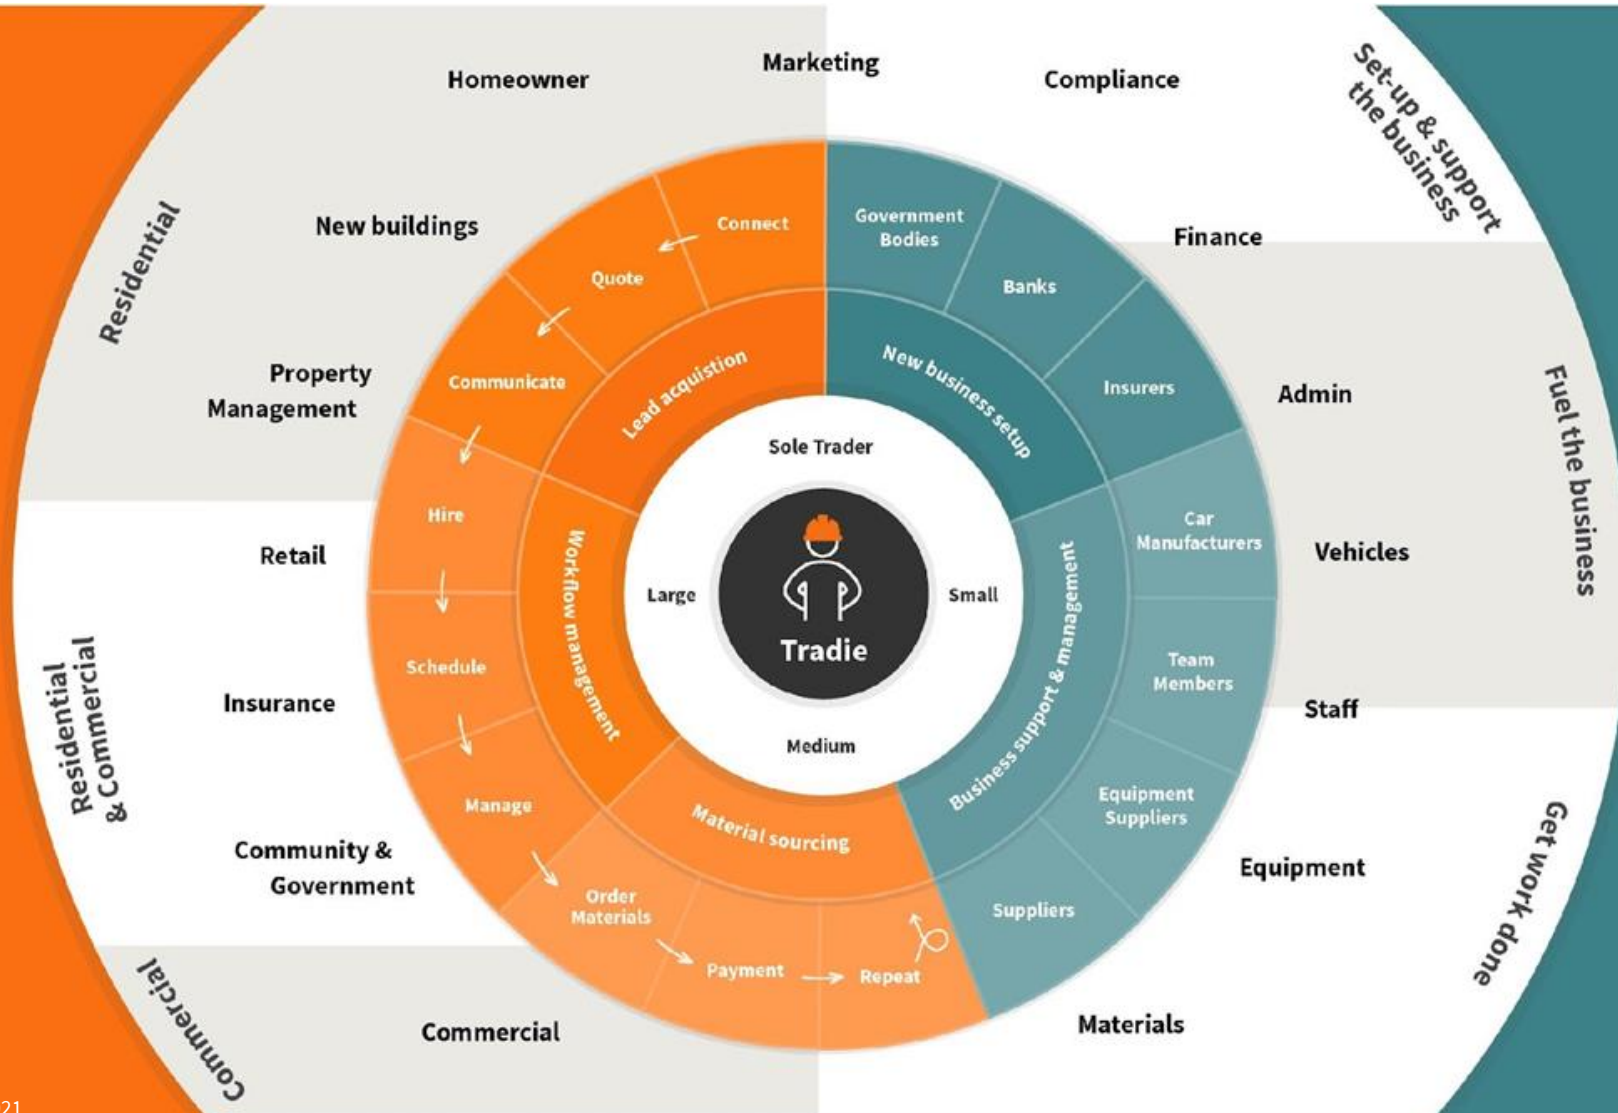 Homeowner
Marketing
Compliance
Set-up & support
the business
New buildings
Finance
Residential
Property
Management
Admin
Fuel the business
Retail
Vehicles
Residential
& Commercial
Insurance
Staff
Community &
Government
Equipment
Get work done
Commercial
Commercial
Materials
Connect
Quote
Communicate
Hire
Schedule
Manage
Order
Materials
Payment
Repeat
Government
Bodies
Banks
Insurers
Car
Manufacturers
Team
Members
Equipment
Suppliers
Suppliers
Lead acquistion
New business setup
Workflow management
Business support & management
Material sourcing
Sole Trader
Large
Small
Medium
Tradie
21